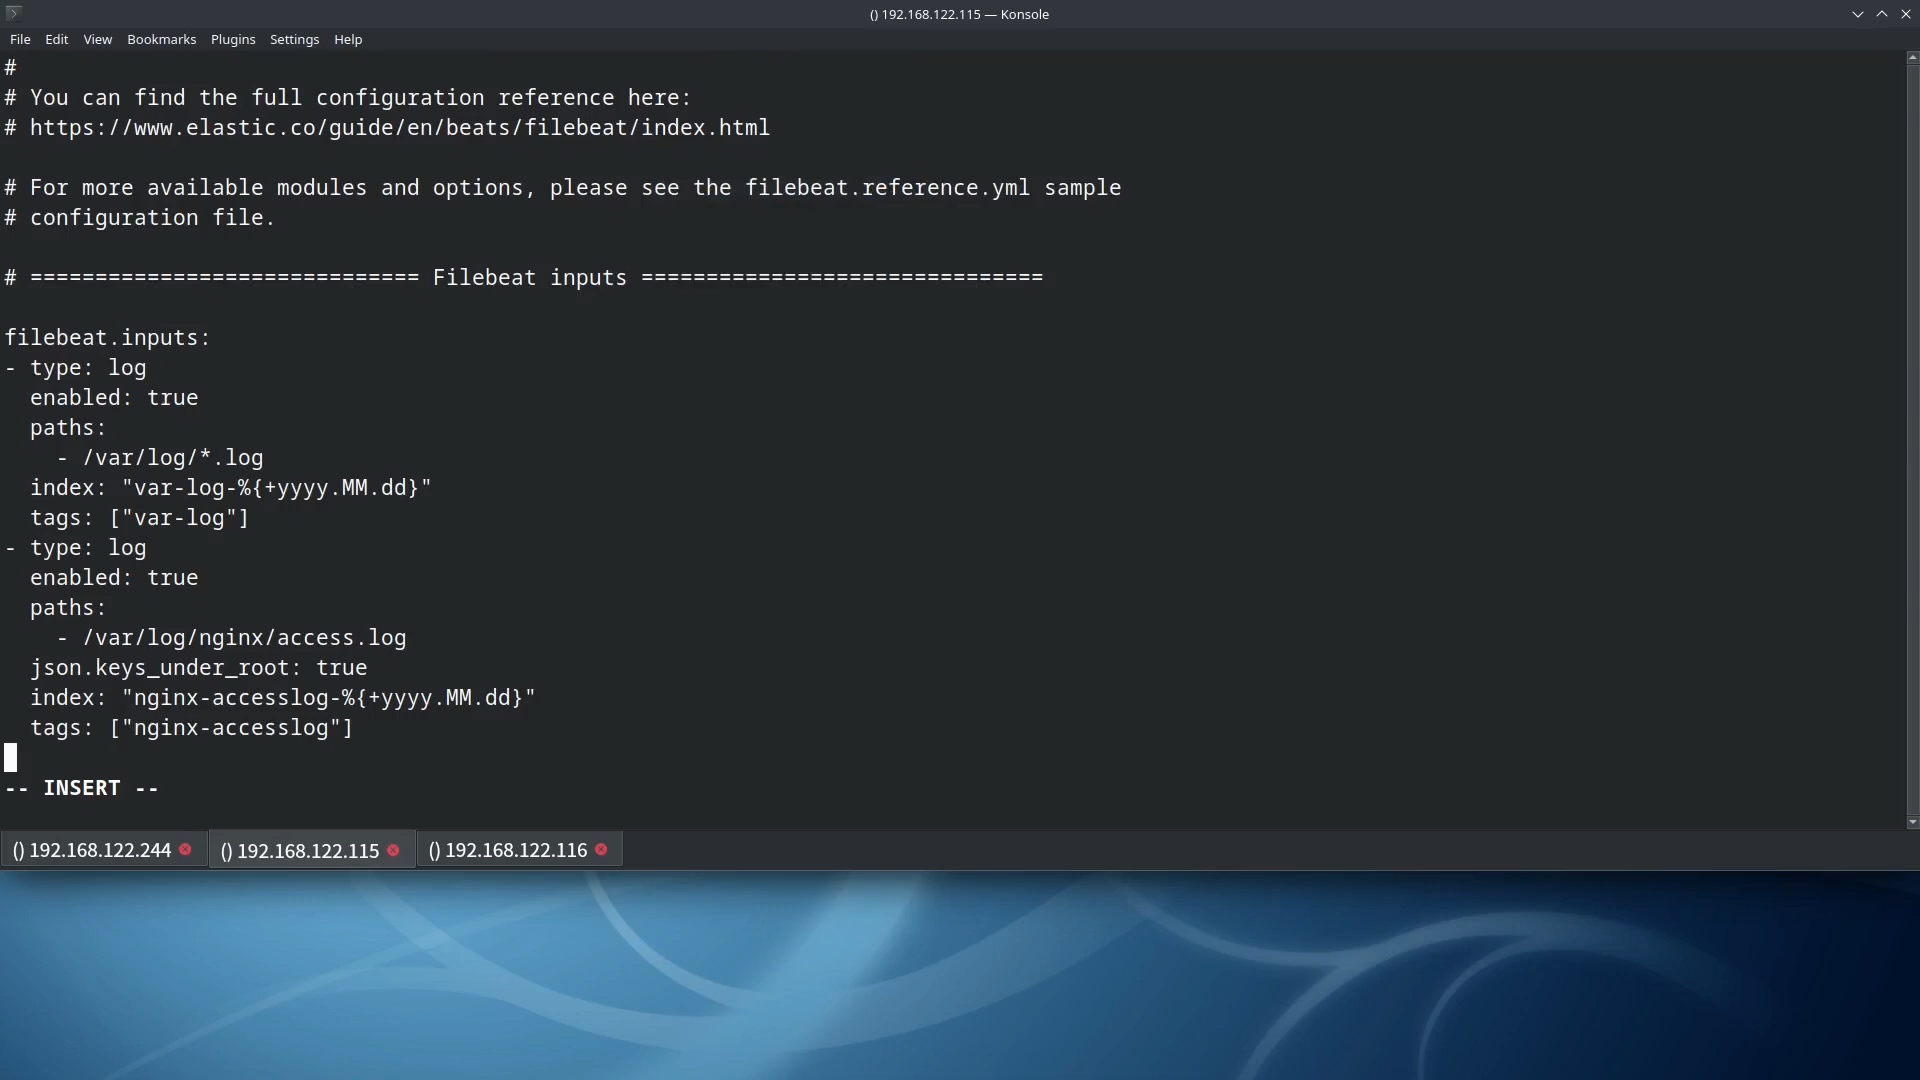 () 192.168.122.115 — Konsole
File Edit View Bookmarks Plugins Settings Help
#
# You can find the full configuration reference here:
# https://www.elastic.co/guide/en/beats/filebeat/index.html
# For more available modules and options, please see the filebeat.reference.yml sample
# configuration file.
# ============================== Filebeat inputs ===============================
filebeat.inputs:
- type: log
  enabled: true
  paths:
    - /var/log/*.log
  index: "var-log-%{+yyyy.MM.dd}"
  tags: ["var-log"]
- type: log
  enabled: true
  paths:
    - /var/log/nginx/access.log
  json.keys_under_root: true
  index: "nginx-accesslog-%{+yyyy.MM.dd}"
  tags: ["nginx-accesslog"]
-- INSERT --
() 192.168.122.244 () 192.168.122.115 () 192.168.122.116